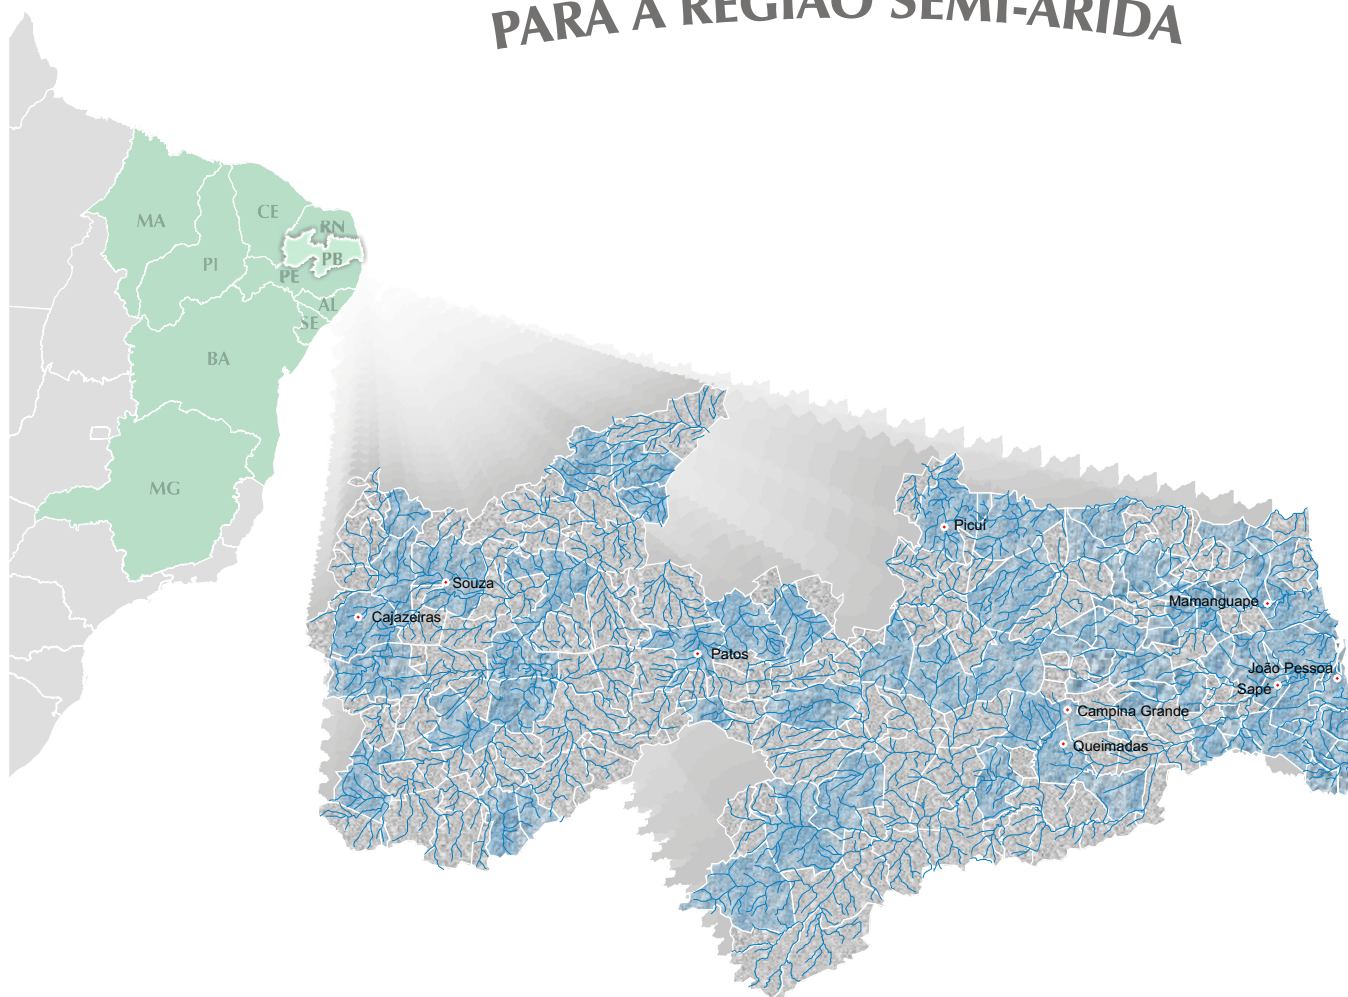 PARA A REGIÃO SEMI-ÁRIDA
MA
CE
RN
PI
PB
PE
AL
SE
BA
MG
Picuí
Souza
Mamanguape
Cajazeiras
Patos
João Pessoa
Sapé
Campina Grande
Queimadas